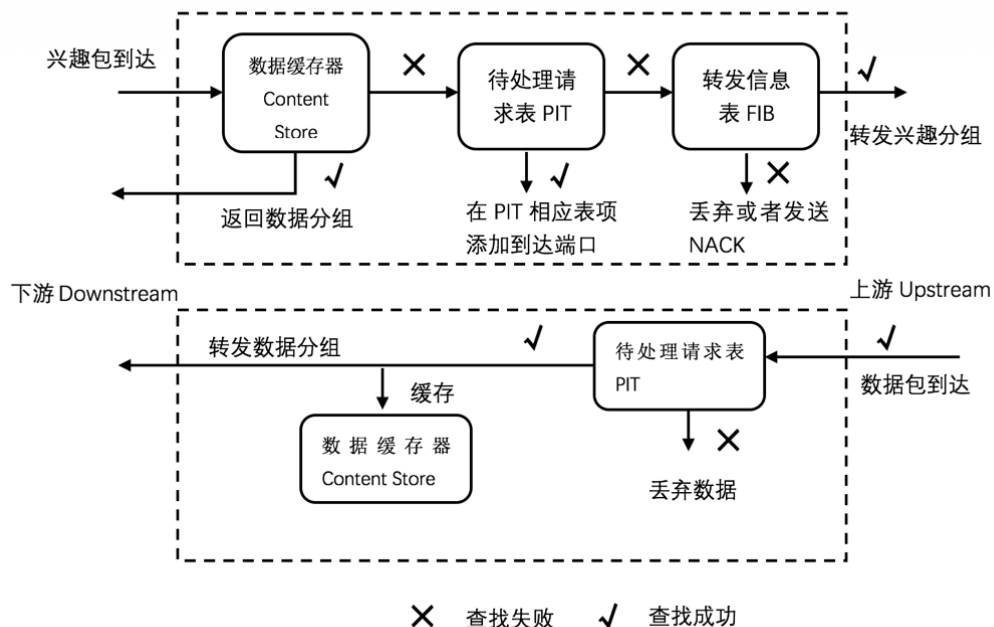 兴趣包到达
数据缓存器
Content
Store
待处理请
求表 PIT
转发信息
表 FIB
转发兴趣分组
返回数据分组
在 PIT 相应表项
添加到达端口
丢弃或者发送
NACK
下游 Downstream
上游 Upstream
转发数据分组
待处理请求表
PIT
数据包到达
缓存
数据缓存器
Content Store
丢弃数据
查找失败
查找成功